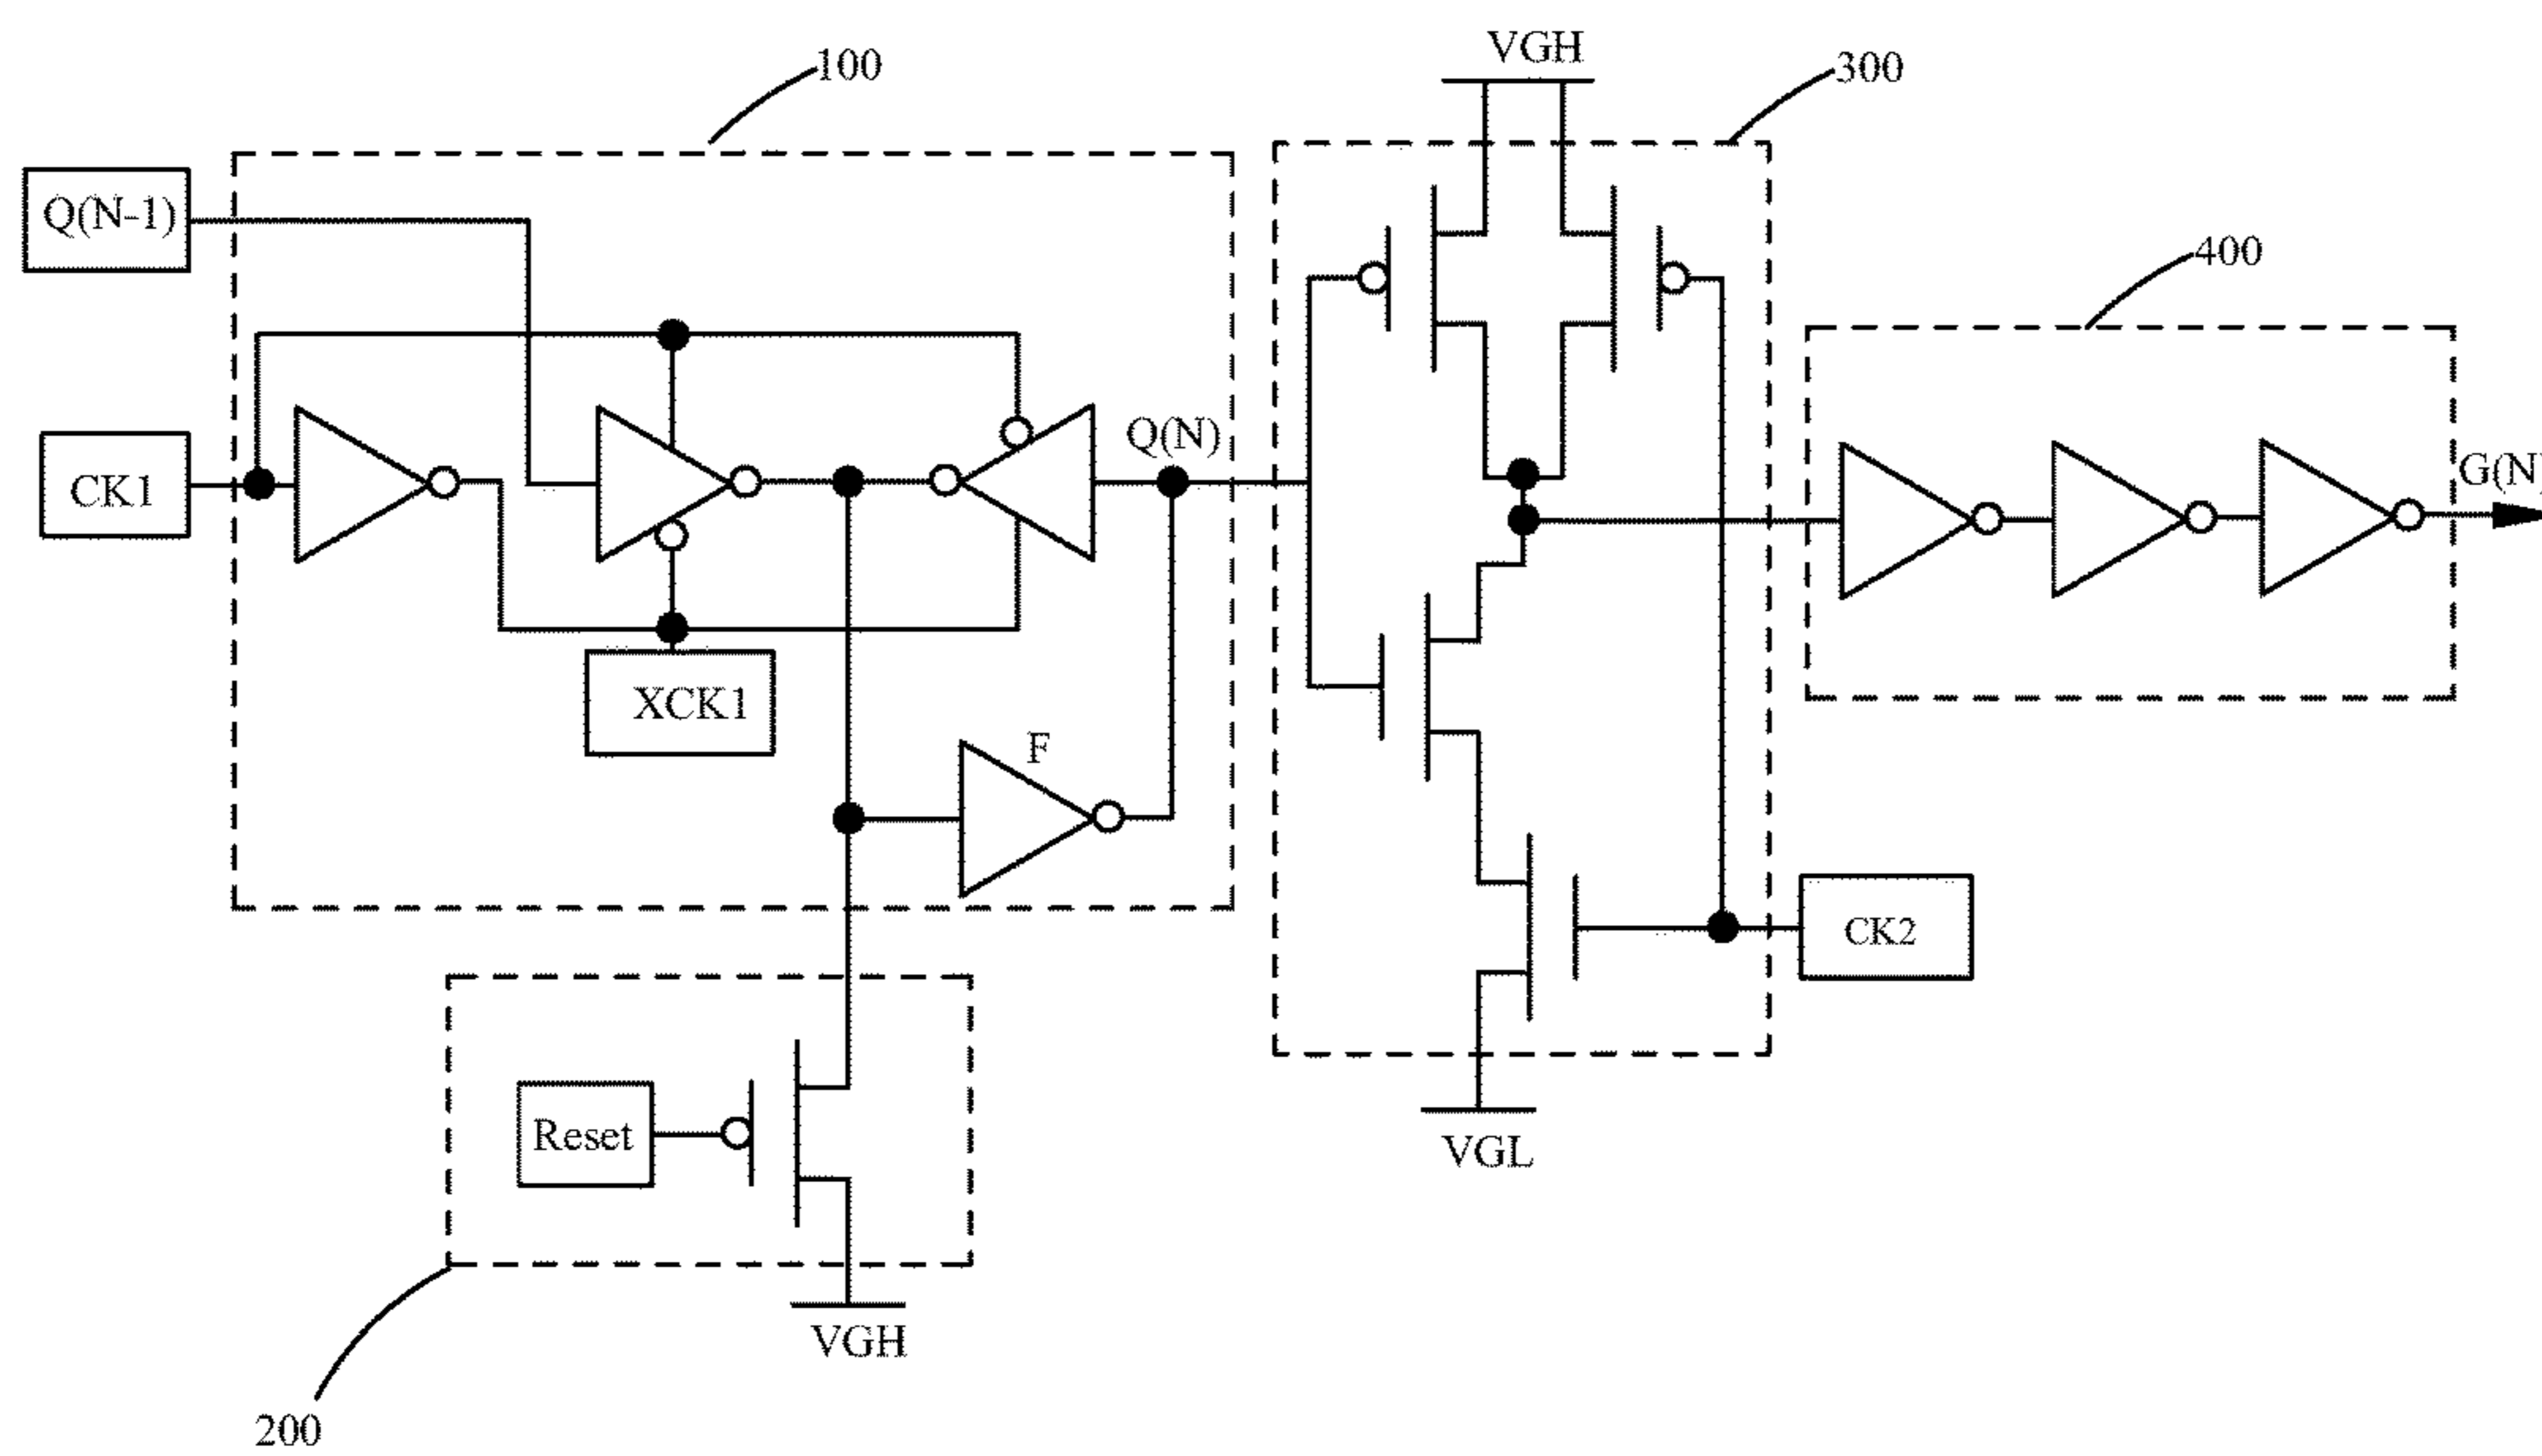 VGH
100
300
Q(N-1)
400
Q(N)
G(N)
CK1
XCK1
F
CK2
Reset
VGL
VGH
200